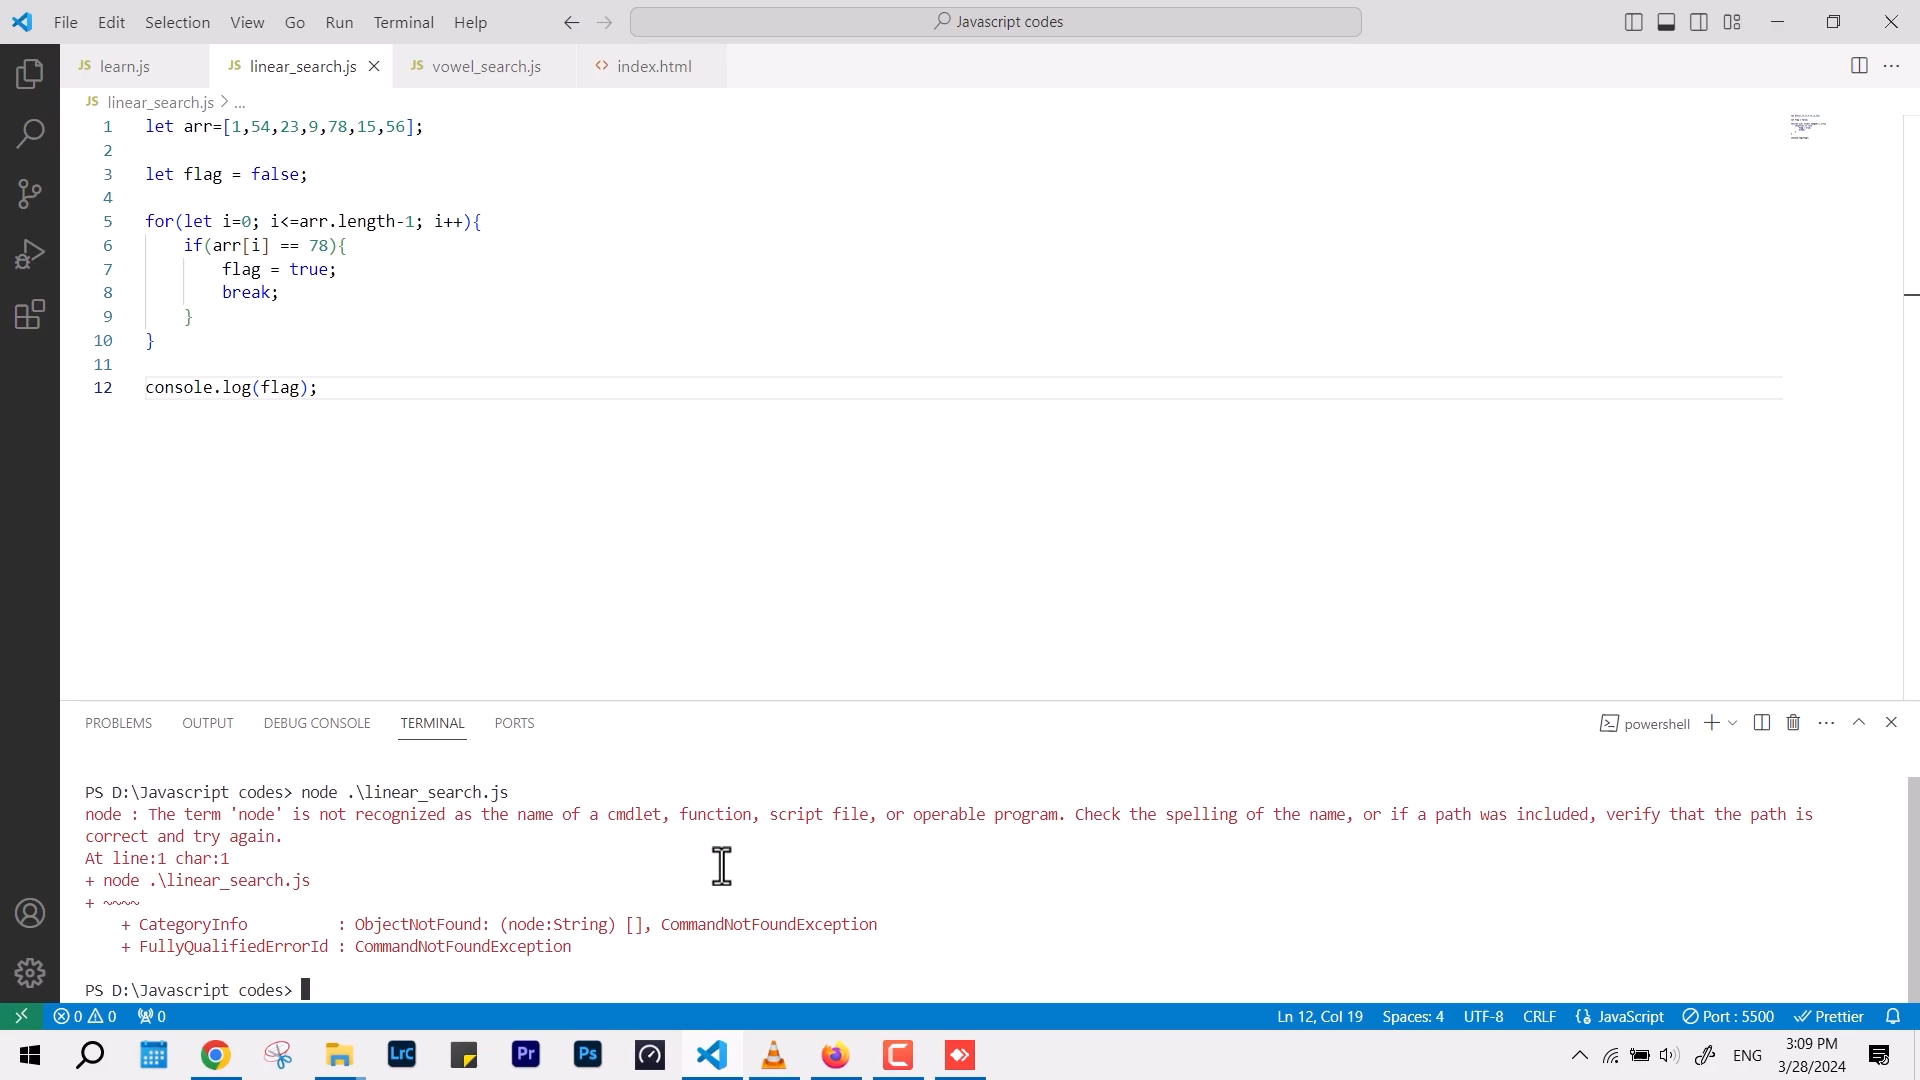 File Edit Selection View Go Run Terminal Help
Javascript codes
JS learn.js JS linear_search.js JS vowel_search.js <> index.html
JS linear_search.js > ...
1 let arr=[1,54,23,9,78,15,56];
2
3 let flag = false;
4
5 for(let i=0; i<=arr.length-1; i++){
6 if(arr[i] == 78){
7 flag = true;
8 break;
9 }
10 }
11
12 console.log(flag);
PROBLEMS OUTPUT DEBUG CONSOLE TERMINAL PORTS powershell
PS D:\Javascript codes> node .\linear_search.js
node : The term 'node' is not recognized as the name of a cmdlet, function, script file, or operable program. Check the spelling of the name, or if a path was included, verify that the path is
correct and try again.
At line:1 char:1
+ node .\linear_search.js
+ ~~~~
+ CategoryInfo : ObjectNotFound: (node:String) [], CommandNotFoundException
+ FullyQualifiedErrorId : CommandNotFoundException
PS D:\Javascript codes>
0 0 0 Ln 12, Col 19 Spaces: 4 UTF-8 CRLF JavaScript Port : 5500 Prettier
LrC Pr Ps ENG
3:09 PM
3/28/2024